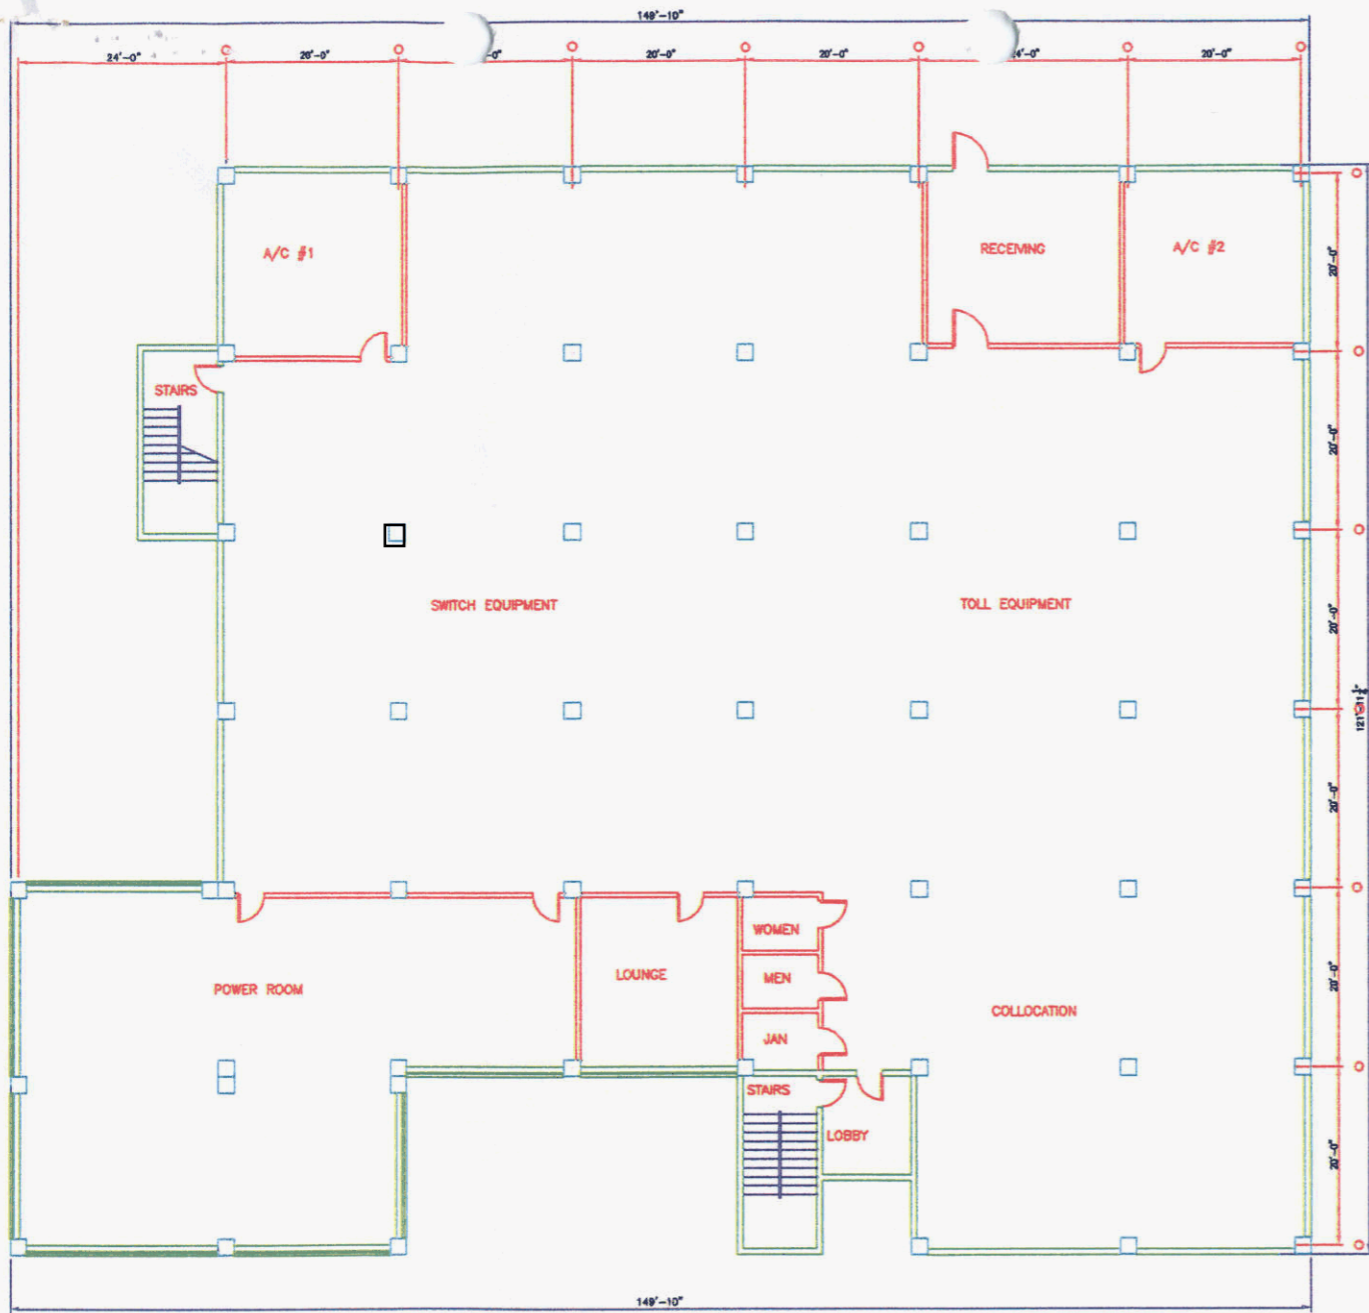 149'-10"
24'-0"
20'-0"
-0"
20'-0"
20'-0"
4'-0"
20'-0"
A/C #1
RECEIVING
A/C #2
20'-0"
STAIRS
20'-0"
SWITCH EQUIPMENT
TOLL EQUIPMENT
20'-0"
20'-0"
WOMEN
LOUNGE
MEN
POWER ROOM
20'-0"
COLLOCATION
JAN
STAIRS
LOBBY
20'-0"
149'-10"